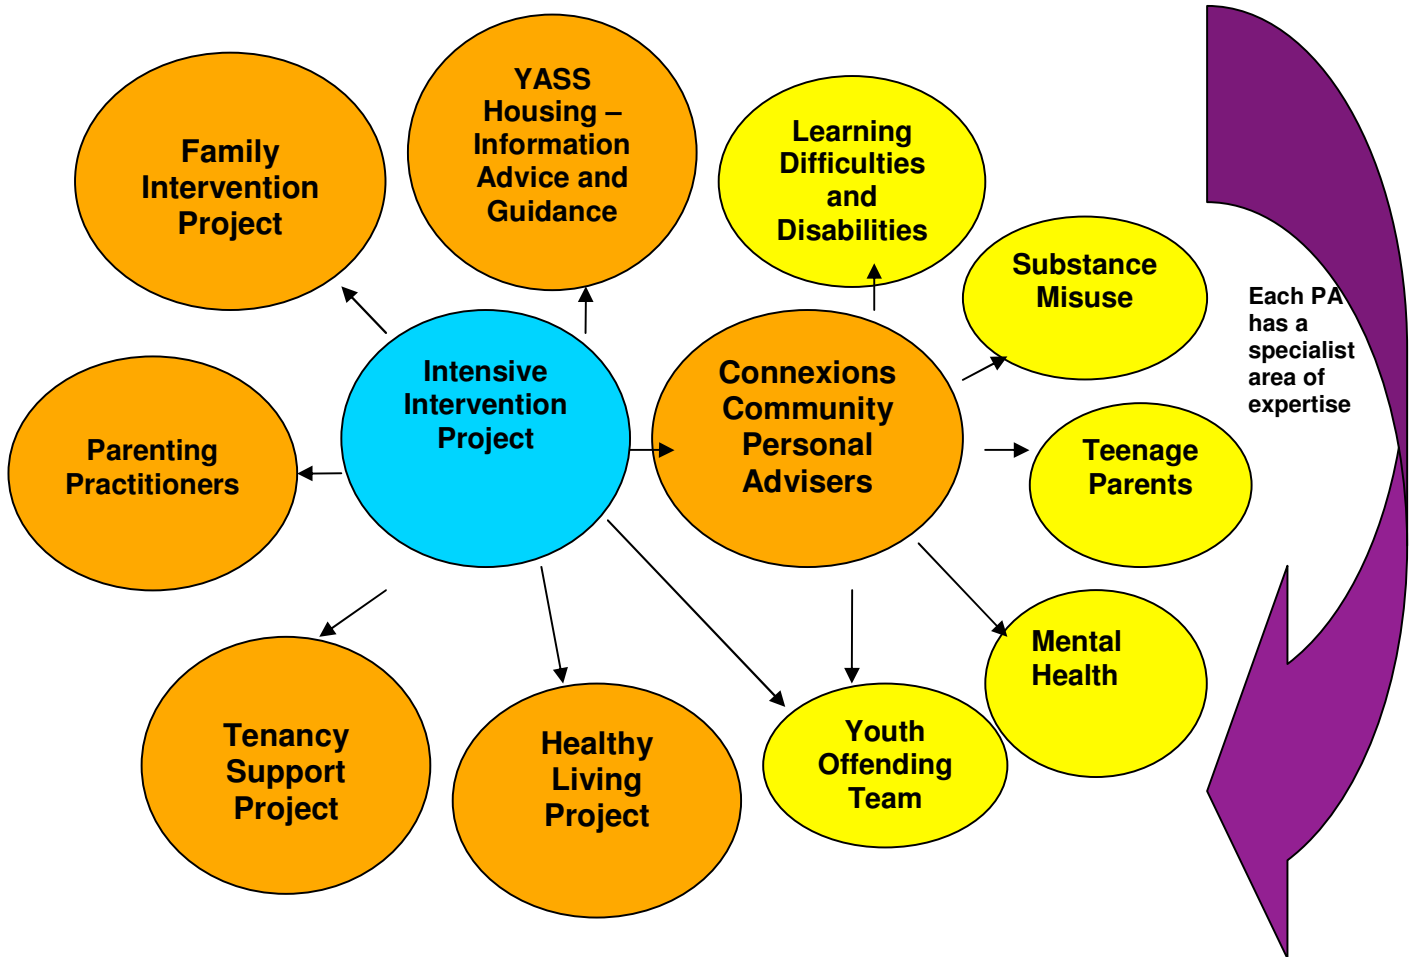 YASS
Housing –
Information
Advice and
Guidance
Family
Intervention
Project
Learning
Difficulties
and
Disabilities
Substance
Misuse
Each PA
has a
specialist
area of
expertise
Intensive
Intervention
Project
Connexions
Community
Personal
Advisers
Parenting
Practitioners
Teenage
Parents
Mental
Health
Tenancy
Support
Project
Healthy
Living
Project
Youth
Offending
Team